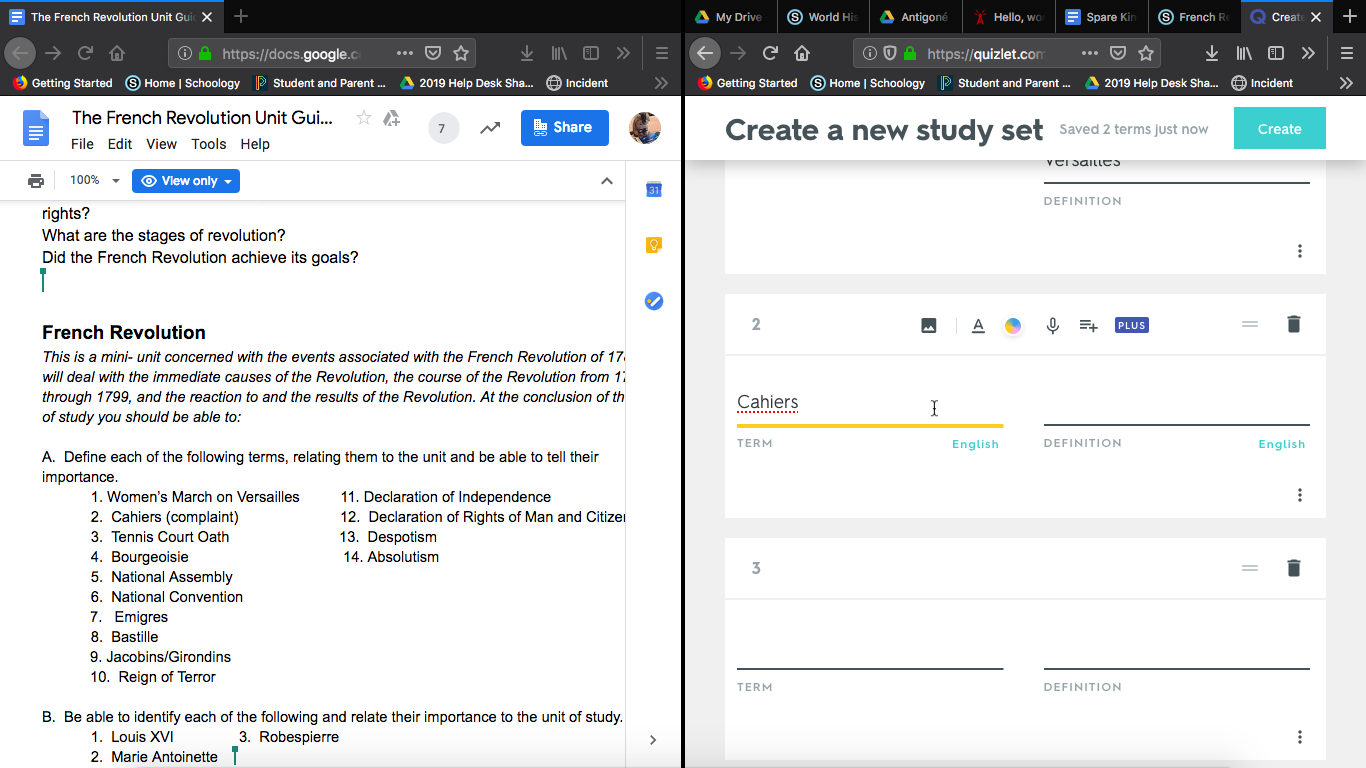 The French Revolution Unit Gui
My Drive
World His
Antigoné
Hello, wo
Spare Kin
French R
Create
https://docs.google.c
https://quizlet.com
Getting Started
Home | Schoology
Student and Parent ...
2019 Help Desk Sha...
Incident
Getting Started
Home | Schoology
Student and Parent ...
2019 Help Desk Sha...
Incident
The French Revolution Unit Gui...
File Edit View Tools Help
7
Share
100%
View only
31
rights?
What are the stages of revolution?
Did the French Revolution achieve its goals?
French Revolution
This is a mini- unit concerned with the events associated with the French Revolution of 17
will deal with the immediate causes of the Revolution, the course of the Revolution from 17
through 1799, and the reaction to and the results of the Revolution. At the conclusion of th
of study you should be able to:
A. Define each of the following terms, relating them to the unit and be able to tell their
importance.
1. Women's March on Versailles 11. Declaration of Independence
2. Cahiers (complaint) 12. Declaration of Rights of Man and Citizen
3. Tennis Court Oath 13. Despotism
4. Bourgeoisie 14. Absolutism
5. National Assembly
6. National Convention
7. Emigres
8. Bastille
9. Jacobins/Girondins
10. Reign of Terror
B. Be able to identify each of the following and relate their importance to the unit of study.
1. Louis XVI 3. Robespierre
2. Marie Antoinette
Create a new study set
Saved 2 terms just now
Create
Versailles
DEFINITION
2
PLUS
Cahiers
TERM English DEFINITION English
3
TERM DEFINITION